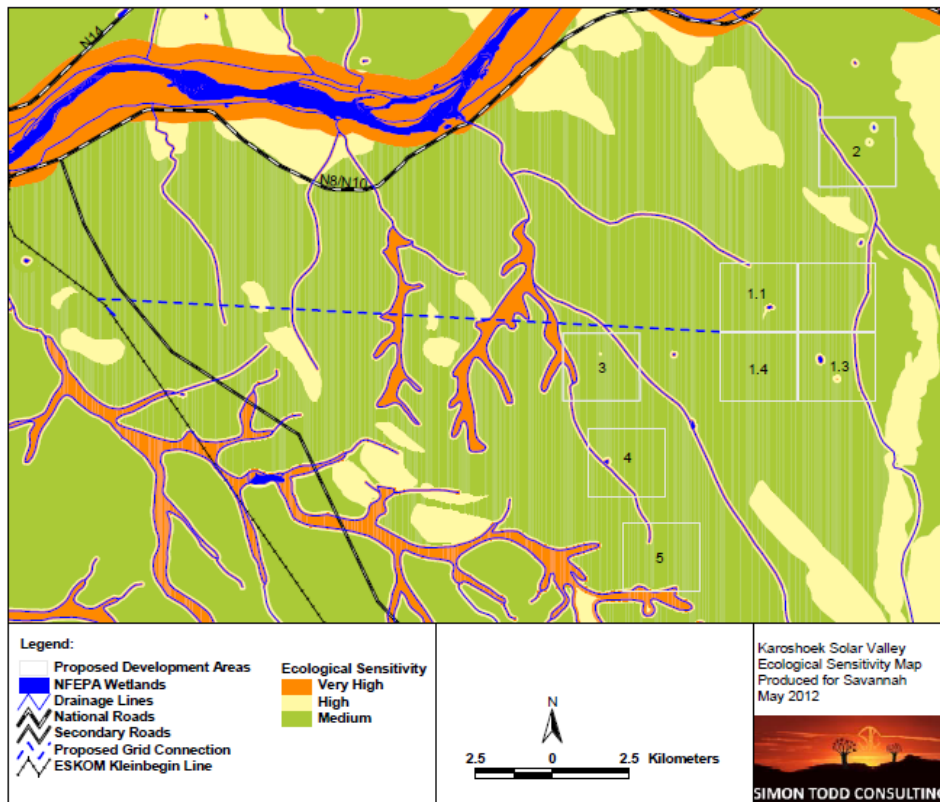 N14
N8/N10
2
1.1
1.4
1.3
3
4
5
Legend:
Proposed Development Areas
NFEPA Wetlands
Drainage Lines
National Roads
Secondary Roads
Proposed Grid Connection
ESKOM Kleinbegin Line
Ecological Sensitivity
Very High
High
Medium
N
2.5 0 2.5 Kilometers
Karoshoek Solar Valley
Ecological Sensitivity Map
Produced for Savannah
May 2012
SIMON TODD CONSULTING